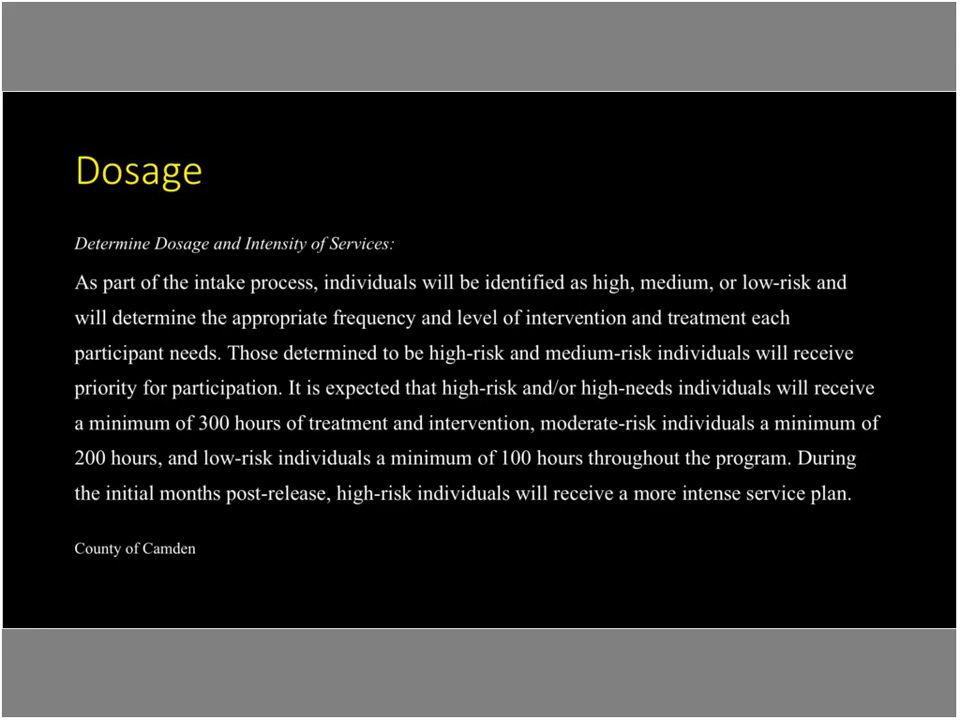 Dosage
Determine Dosage and Intensity of Services:
As part of the intake process, individuals will be identified as high, medium, or low-risk and
will determine the appropriate frequency and level of intervention and treatment each
participant needs. Those determined to be high-risk and medium-risk individuals will receive
priority for participation. It is expected that high-risk and/or high-needs individuals will receive
a minimum of 300 hours of treatment and intervention, moderate-risk individuals a minimum of
200 hours, and low-risk individuals a minimum of 100 hours throughout the program. During
the initial months post-release, high-risk individuals will receive a more intense service plan.
County of Camden